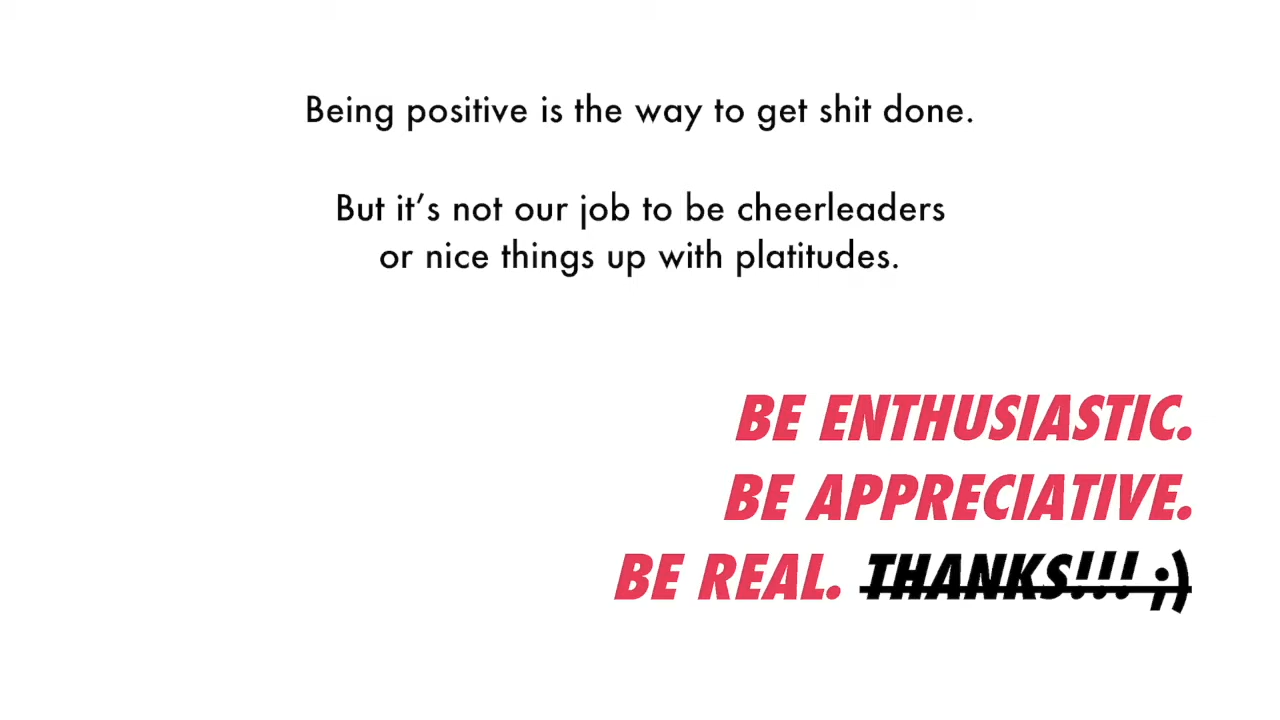 Being positive is the way to get shit done.
But it’s not our job to be cheerleaders
or nice things up with platitudes.
BE ENTHUSIASTIC.
BE APPRECIATIVE.
BE REAL. THANKS!!! ;)